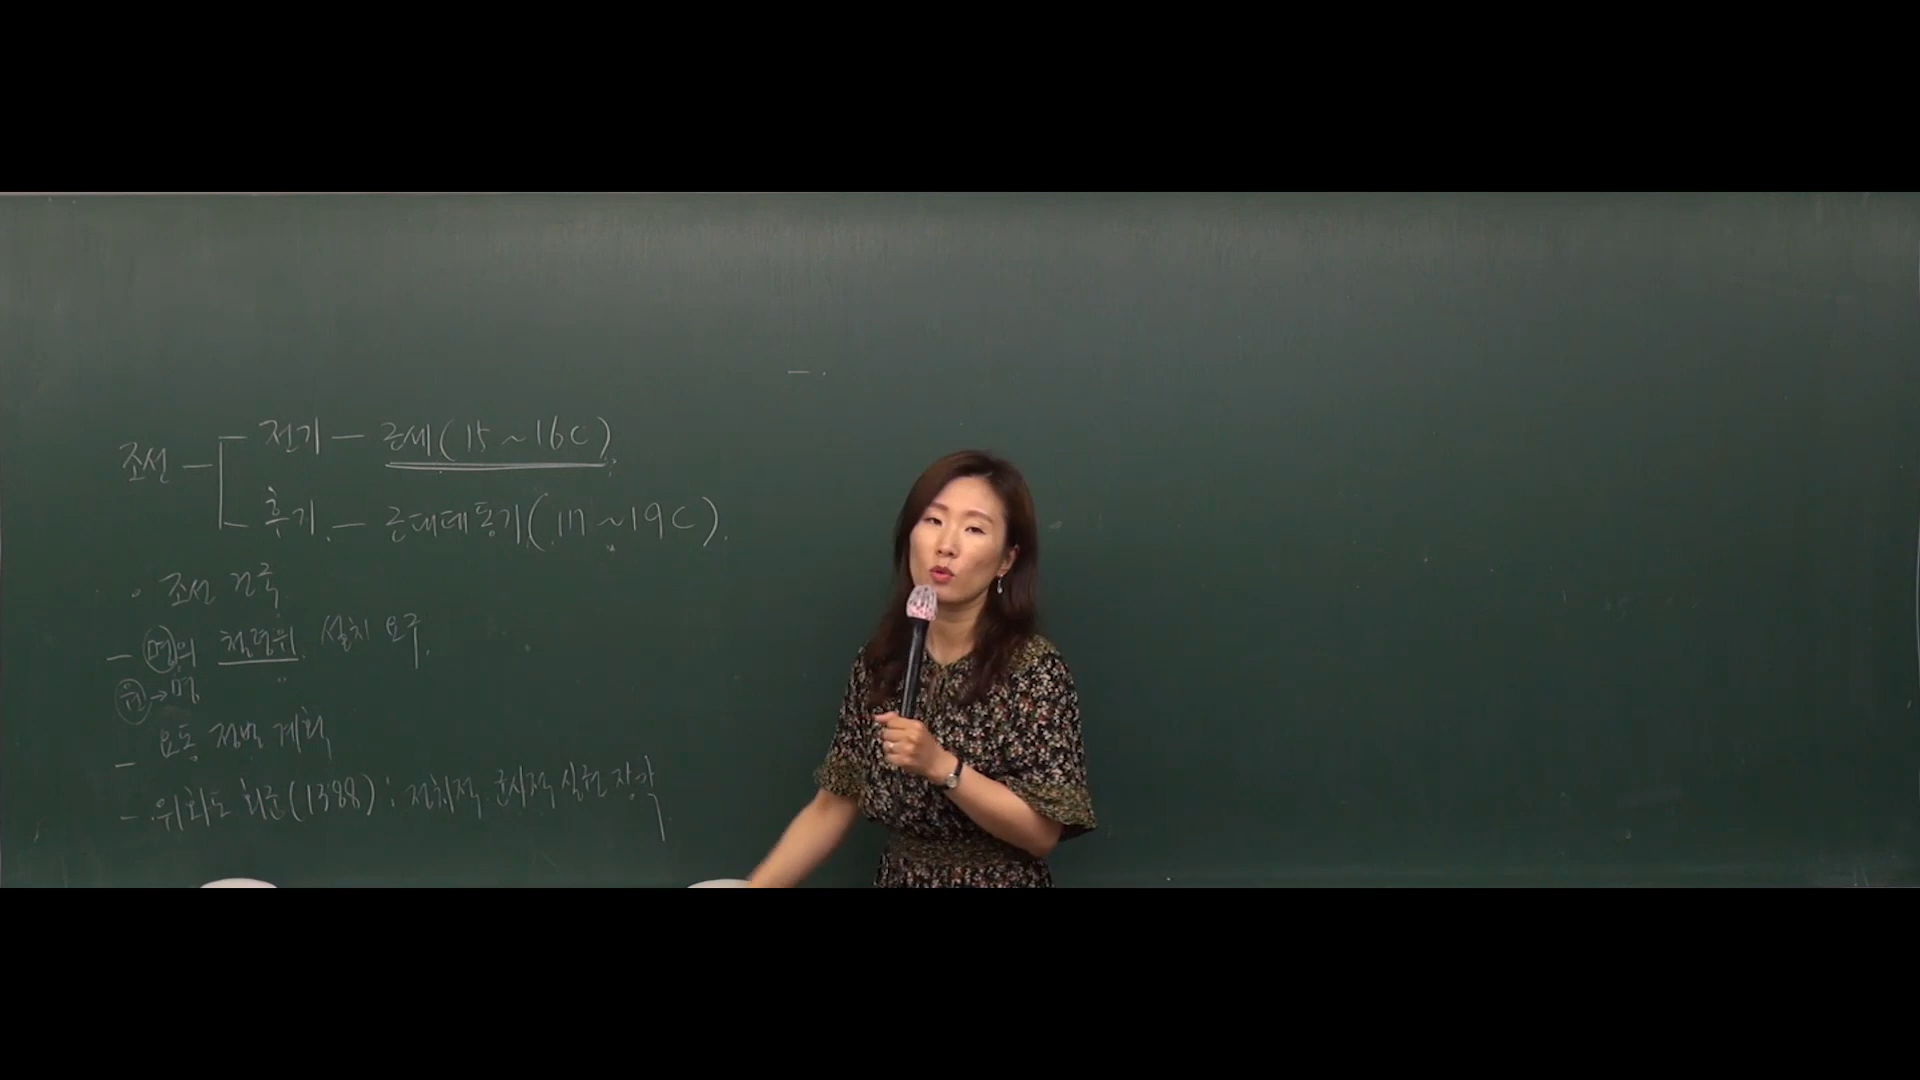 조선 ─ 전기 ─ 근세(15~16C)
후기 ─ 근대태동기(17~19C)
· 조선 건국
- 명의 철령위 설치 요구
원→명
- 요동 정벌 계획
- 위화도 회군(1388) : 정치적 군사적 실권 장악